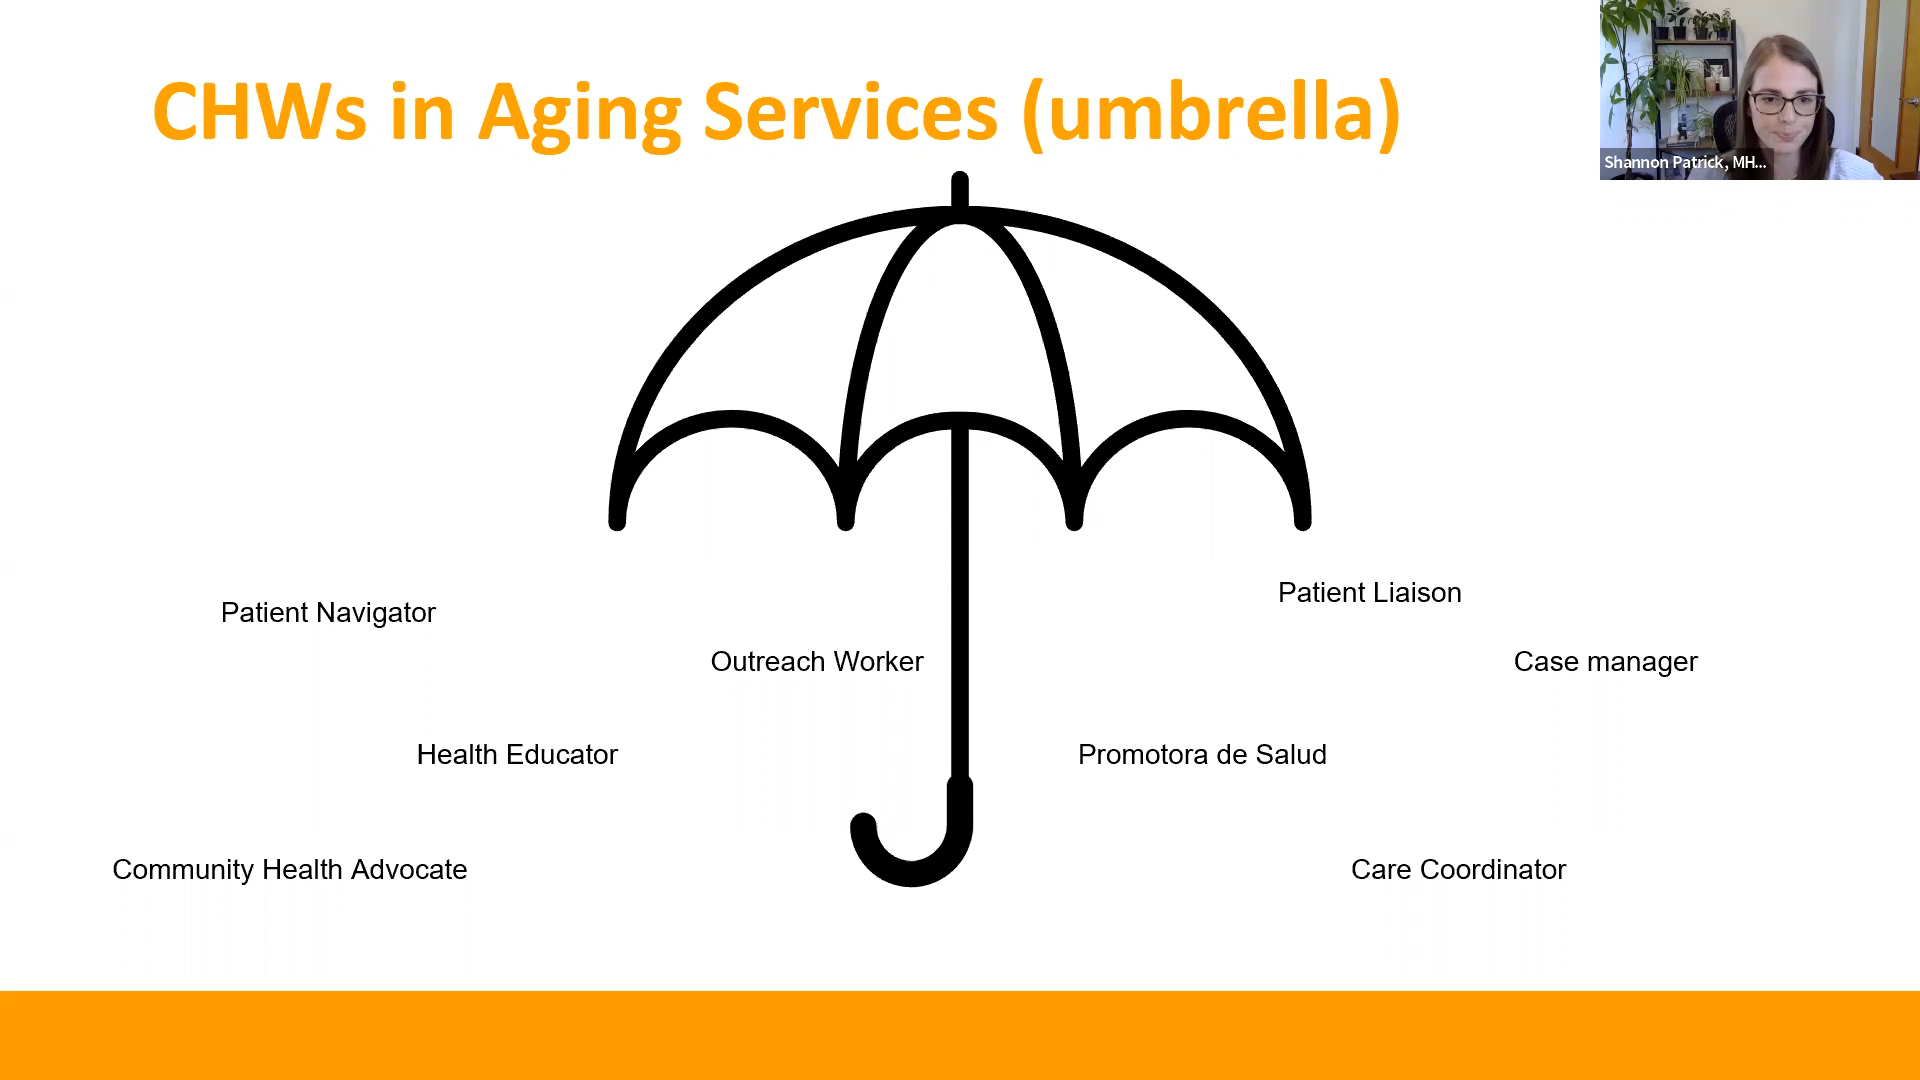 CHWs in Aging Services (umbrella)
Shannon Patrick, MH...
Patient Navigator
Patient Liaison
Outreach Worker
Case manager
Health Educator
Promotora de Salud
Community Health Advocate
Care Coordinator